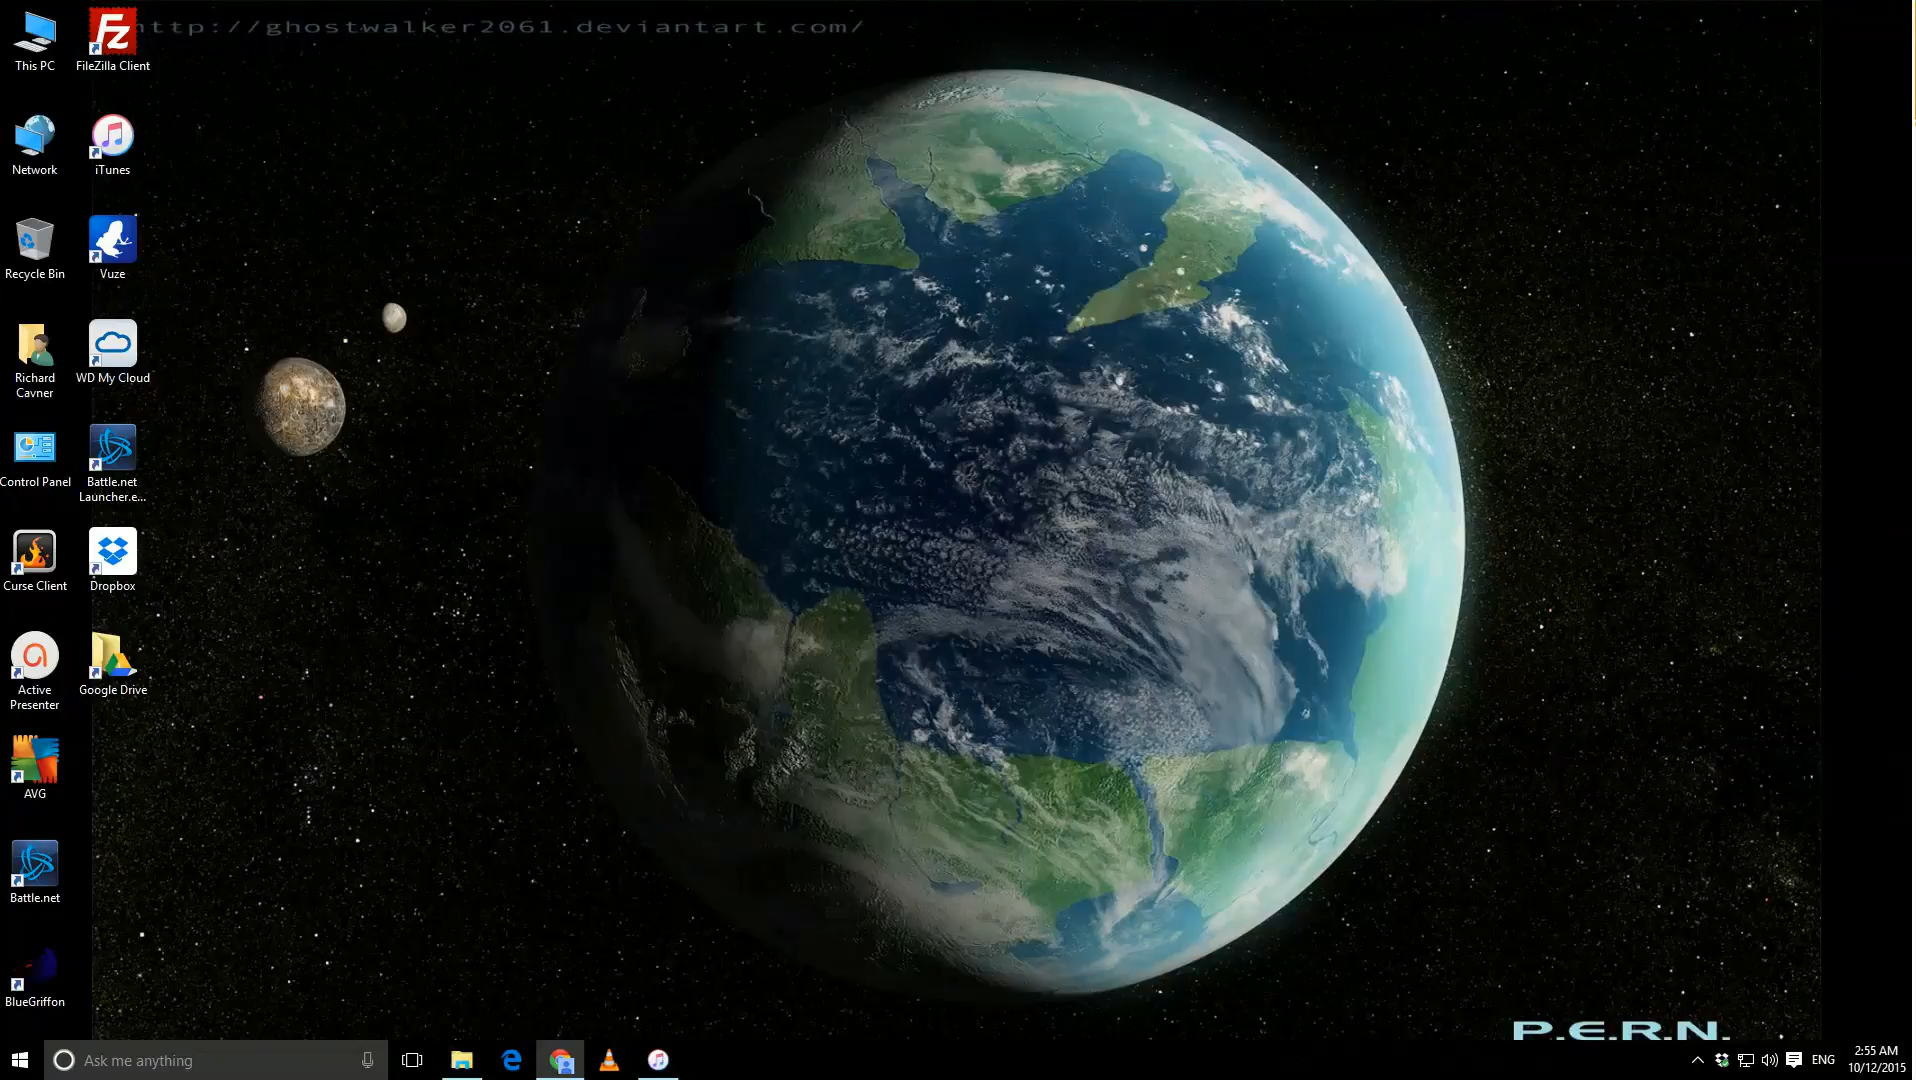 http://ghostwalker2061.deviantart.com/
This PC
FileZilla Client
Network
iTunes
Recycle Bin
Vuze
Richard
Cavner
WD My Cloud
Control Panel
Battle.net
Launcher.e...
Curse Client
Dropbox
Active
Presenter
Google Drive
AVG
Battle.net
BlueGriffon
P.E.R.N.
Ask me anything
ENG
2:55 AM
10/12/2015